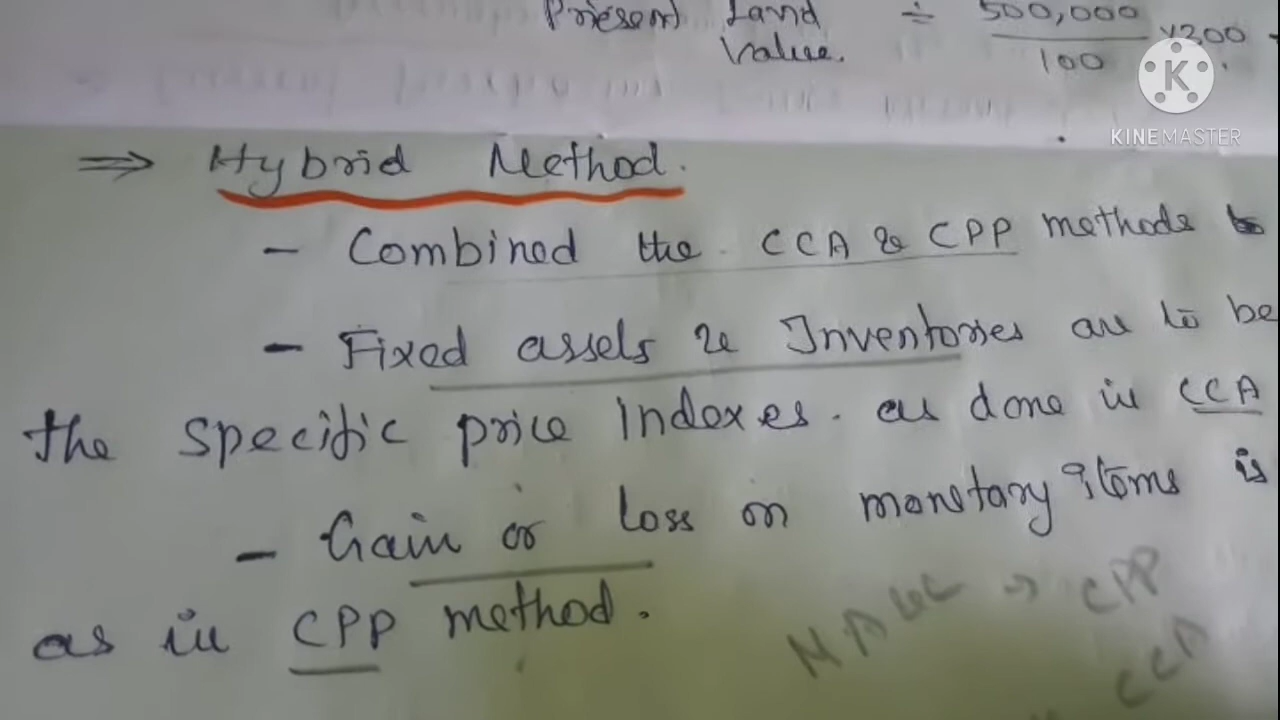 Present Land ÷ 500,000 × 200
Value. 100
K
KINEMASTER
⇒ Hybrid Method.
- Combined the CCA & CPP methods
- Fixed assets & Inventories are to be
the specific price indexes. as done in CCA
- Gain or loss on monetary items is
as in CPP method.
→ CPP
CCA